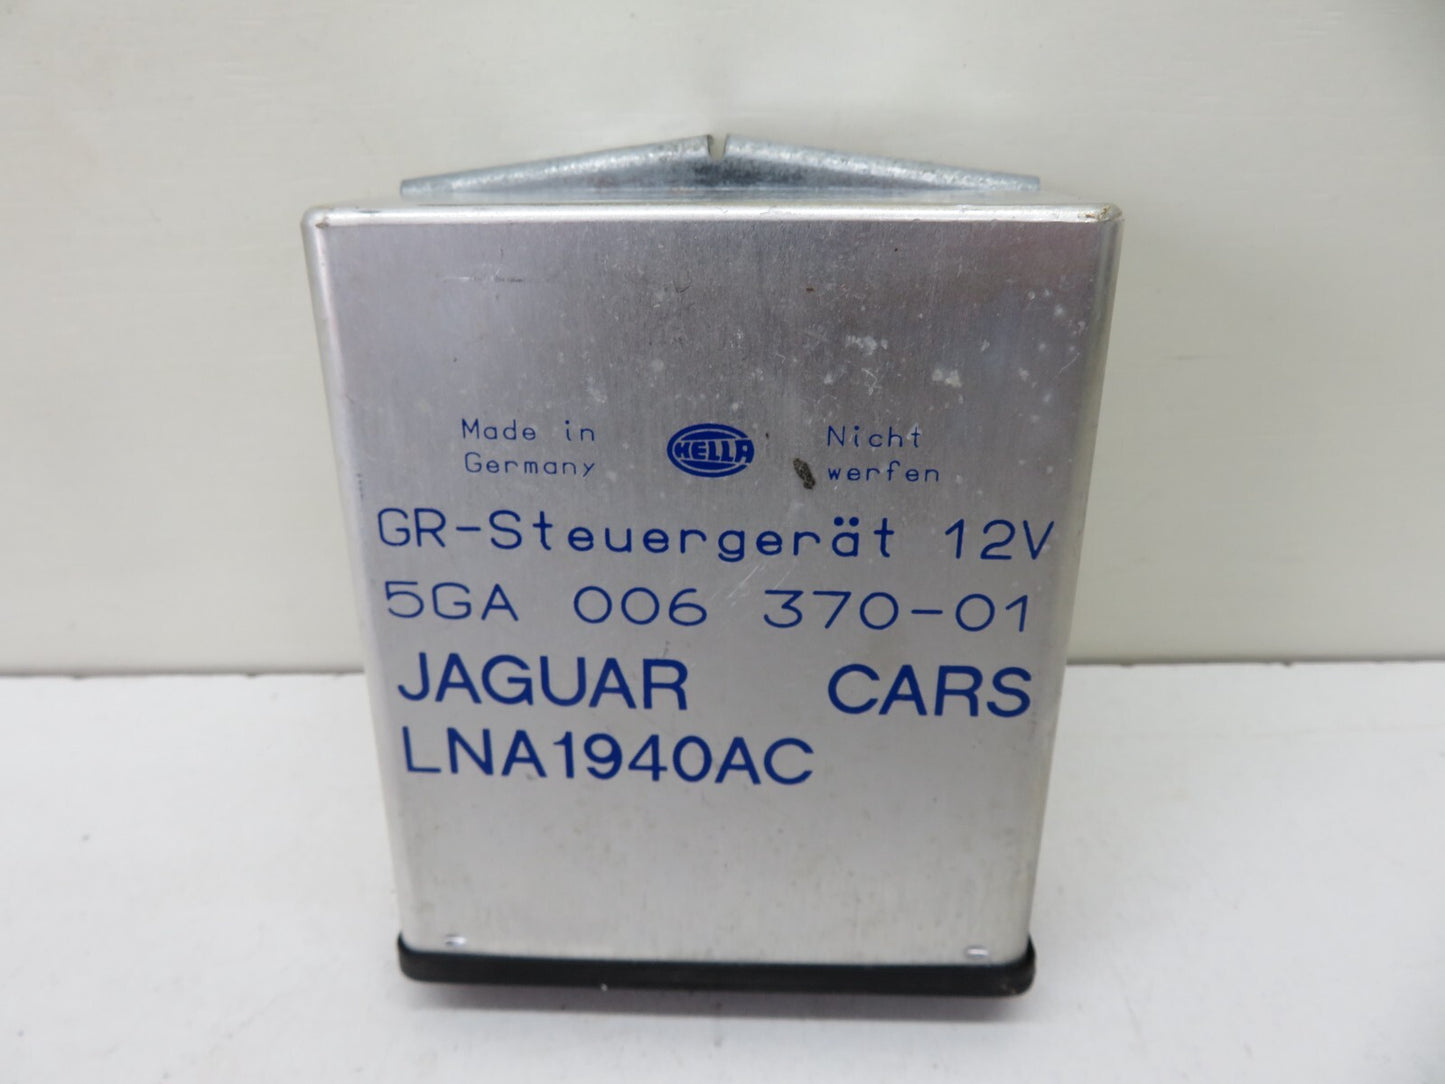 Made in
Germany
HELLA
Nicht
werfen
GR-Steuergerät 12V
5GA 006 370-01
JAGUAR CARS
LNA1940AC